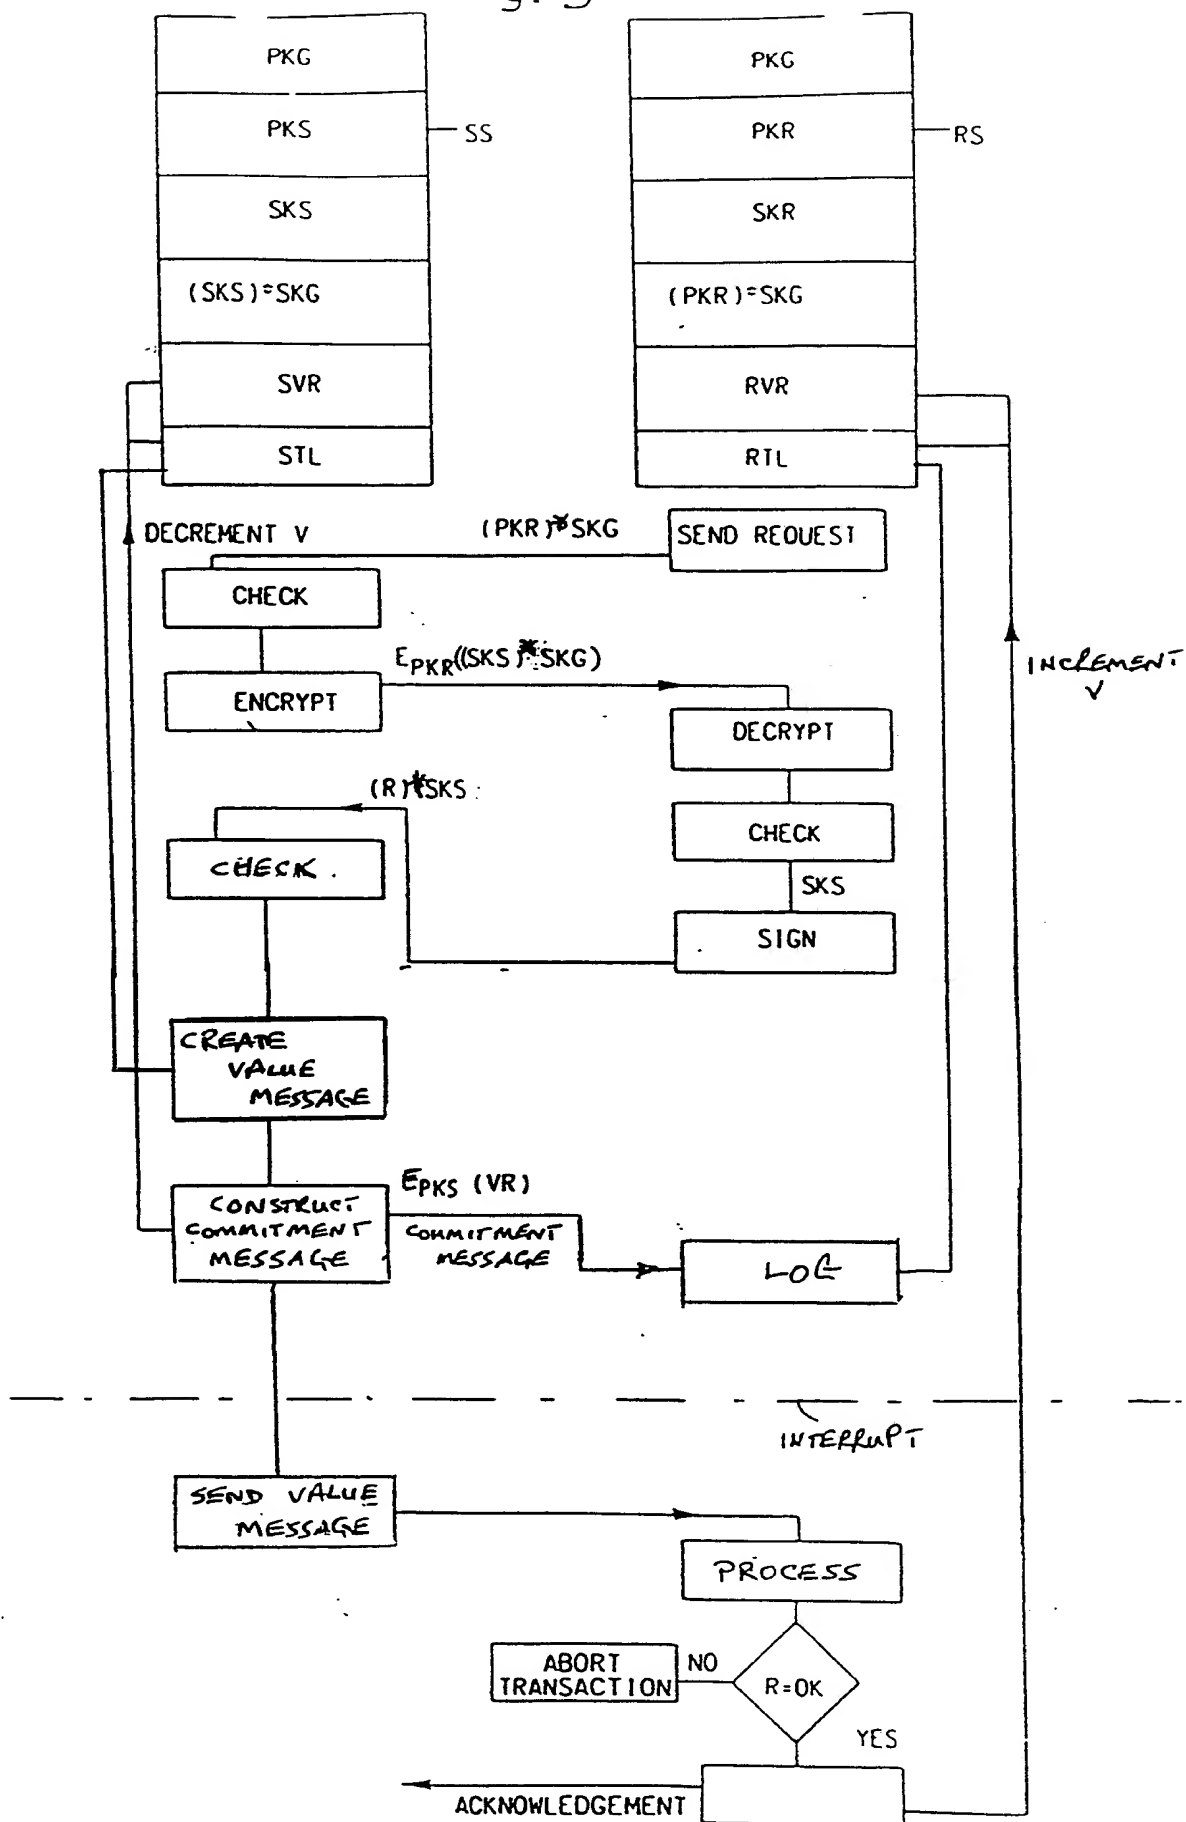 PKG
PKS
SS
SKS
(SKS)=SKG
SVR
STL
PKG
PKR
RS
SKR
(PKR)=SKG
RVR
RTL
DECREMENT V
(PKR)*SKG
SEND REQUEST
CHECK
ENCRYPT
EPKR((SKS)*SKG)
DECRYPT
INCREMENT
V
CHECK
SKS
SIGN
(R)*SKS
CHECK.
CREATE
VALUE
MESSAGE
CONSTRUCT
COMMITMENT
MESSAGE
EPKS (VR)
COMMITMENT
MESSAGE
LOG
INTERRUPT
SEND VALUE
MESSAGE
PROCESS
R=OK
NO
ABORT
TRANSACTION
YES
ACKNOWLEDGEMENT